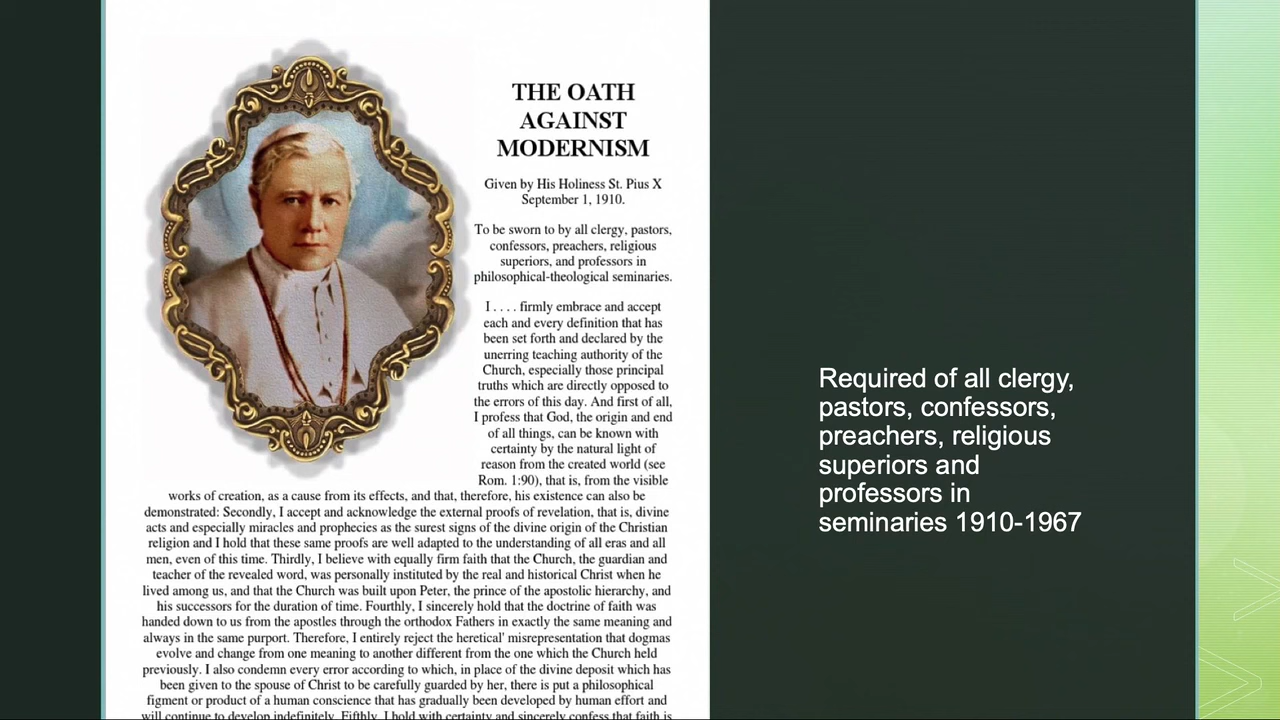 THE OATH
AGAINST
MODERNISM
Given by His Holiness St. Pius X
September 1, 1910.
To be sworn to by all clergy, pastors,
confessors, preachers, religious
superiors, and professors in
philosophical-theological seminaries.
I . . . . firmly embrace and accept
each and every definition that has
been set forth and declared by the
unerring teaching authority of the
Church, especially those principal
truths which are directly opposed to
the errors of this day. And first of all,
I profess that God, the origin and end
of all things, can be known with
certainty by the natural light of
reason from the created world (see
Rom. 1:90), that is, from the visible
works of creation, as a cause from its effects, and that, therefore, his existence can also be
demonstrated: Secondly, I accept and acknowledge the external proofs of revelation, that is, divine
acts and especially miracles and prophecies as the surest signs of the divine origin of the Christian
religion and I hold that these same proofs are well adapted to the understanding of all eras and all
men, even of this time. Thirdly, I believe with equally firm faith that the Church, the guardian and
teacher of the revealed word, was personally instituted by the real and historical Christ when he
lived among us, and that the Church was built upon Peter, the prince of the apostolic hierarchy, and
his successors for the duration of time. Fourthly, I sincerely hold that the doctrine of faith was
handed down to us from the apostles through the orthodox Fathers in exactly the same meaning and
always in the same purport. Therefore, I entirely reject the heretical' misrepresentation that dogmas
evolve and change from one meaning to another different from the one which the Church held
previously. I also condemn every error according to which, in place of the divine deposit which has
been given to the spouse of Christ to be carefully guarded by her, there is put a philosophical
figment or product of a human conscience that has gradually been developed by human effort and
will continue to develop indefinitely. Fifthly, I hold with certainty and sincerely confess that faith is
Required of all clergy,
pastors, confessors,
preachers, religious
superiors and
professors in
seminaries 1910-1967